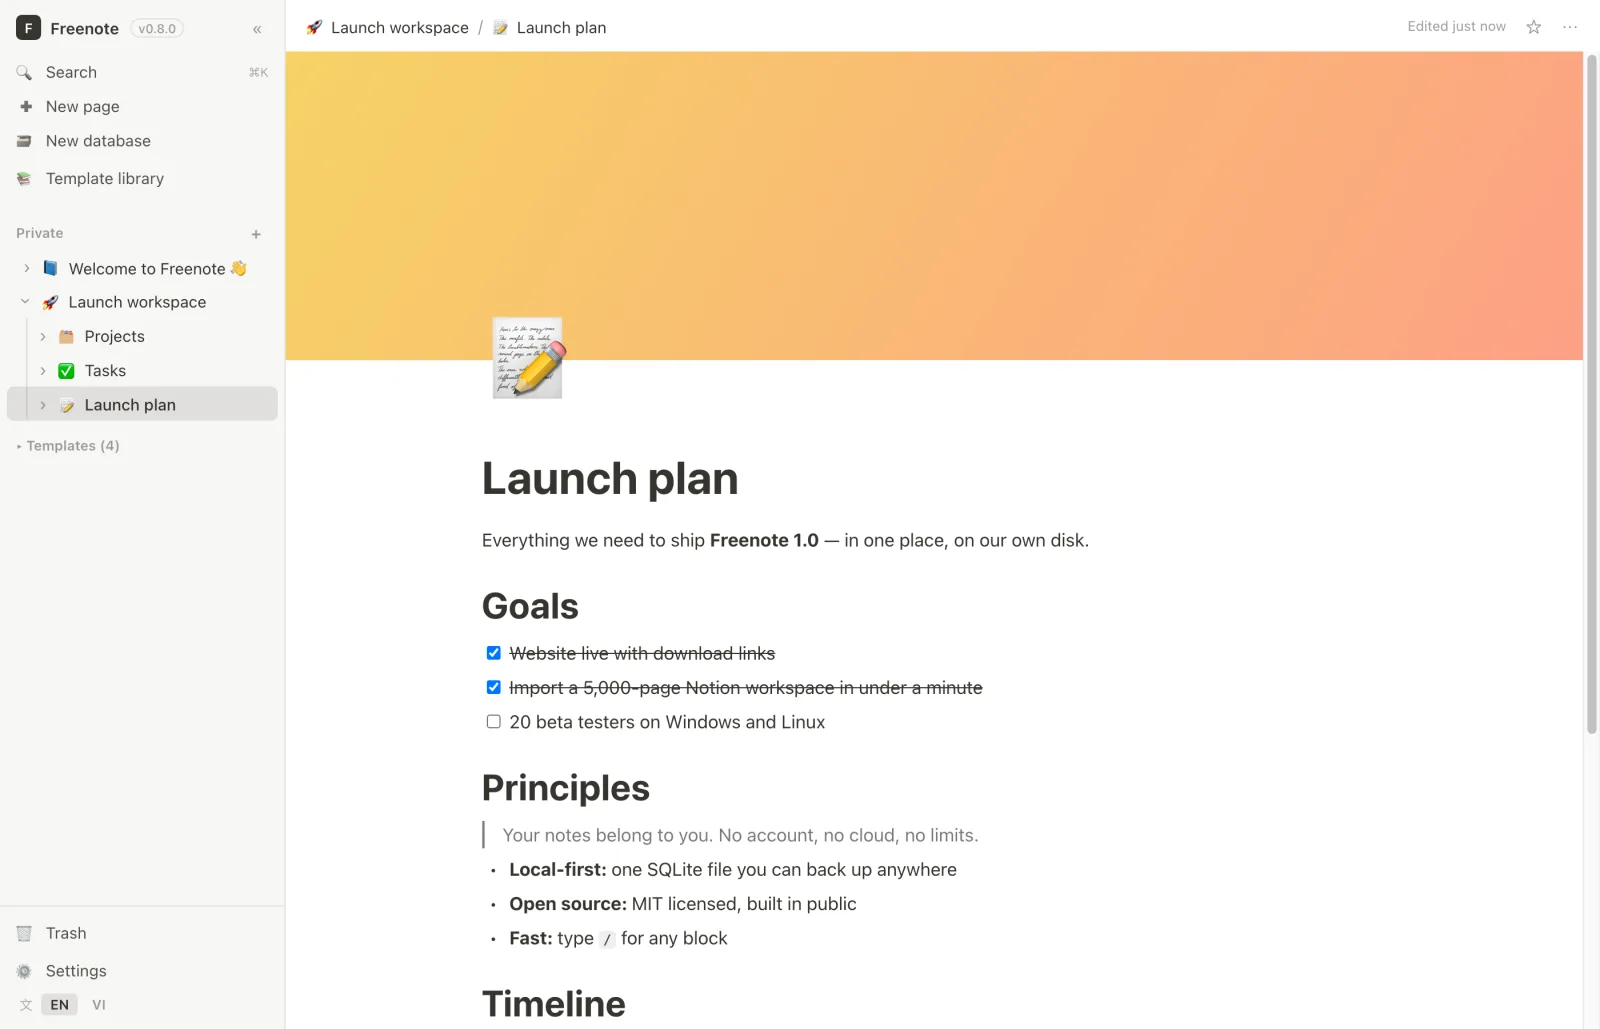 F Freenote v0.8.0 «
Search ⌘K
New page
New database
Template library
Private +
Welcome to Freenote 👋
Launch workspace
Projects
Tasks
Launch plan
Templates (4)
Trash
Settings
文 EN VI
Launch workspace / Launch plan
Edited just now
Launch plan
Everything we need to ship Freenote 1.0 — in one place, on our own disk.
Goals
Website live with download links
Import a 5,000-page Notion workspace in under a minute
20 beta testers on Windows and Linux
Principles
Your notes belong to you. No account, no cloud, no limits.
• Local-first: one SQLite file you can back up anywhere
• Open source: MIT licensed, built in public
• Fast: type / for any block
Timeline